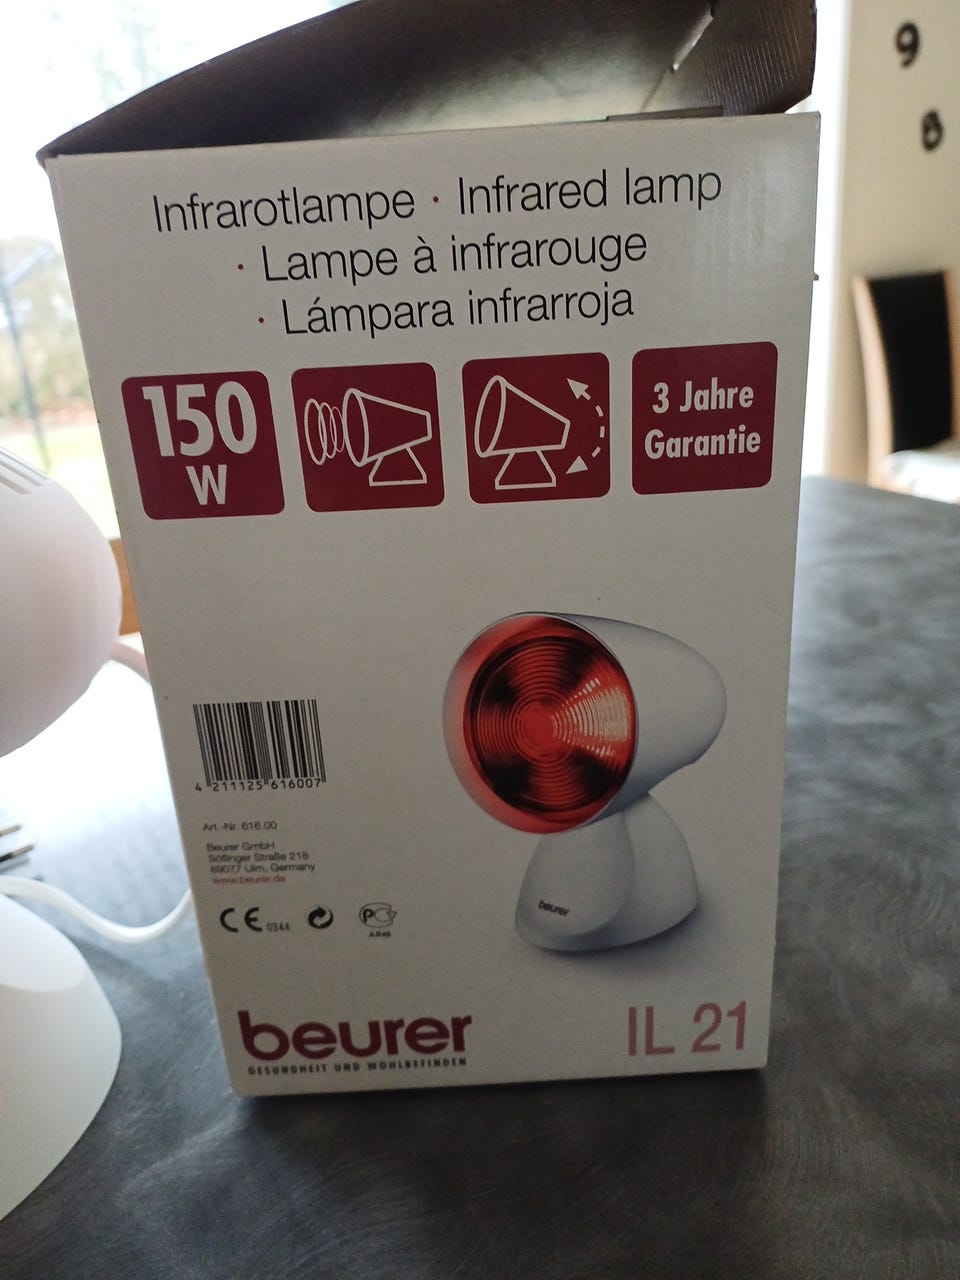 9
8
Infrarotlampe · Infrared lamp
· Lampe à infrarouge
· Lámpara infrarroja
150
W
3 Jahre
Garantie
4 211125 616007
Art.-Nr. 616.00
Beurer GmbH
Söflinger Straße 218
89077 Ulm, Germany
www.beurer.de
CE 0344
beurer
beurer
GESUNDHEIT UND WOHLBEFINDEN
IL 21